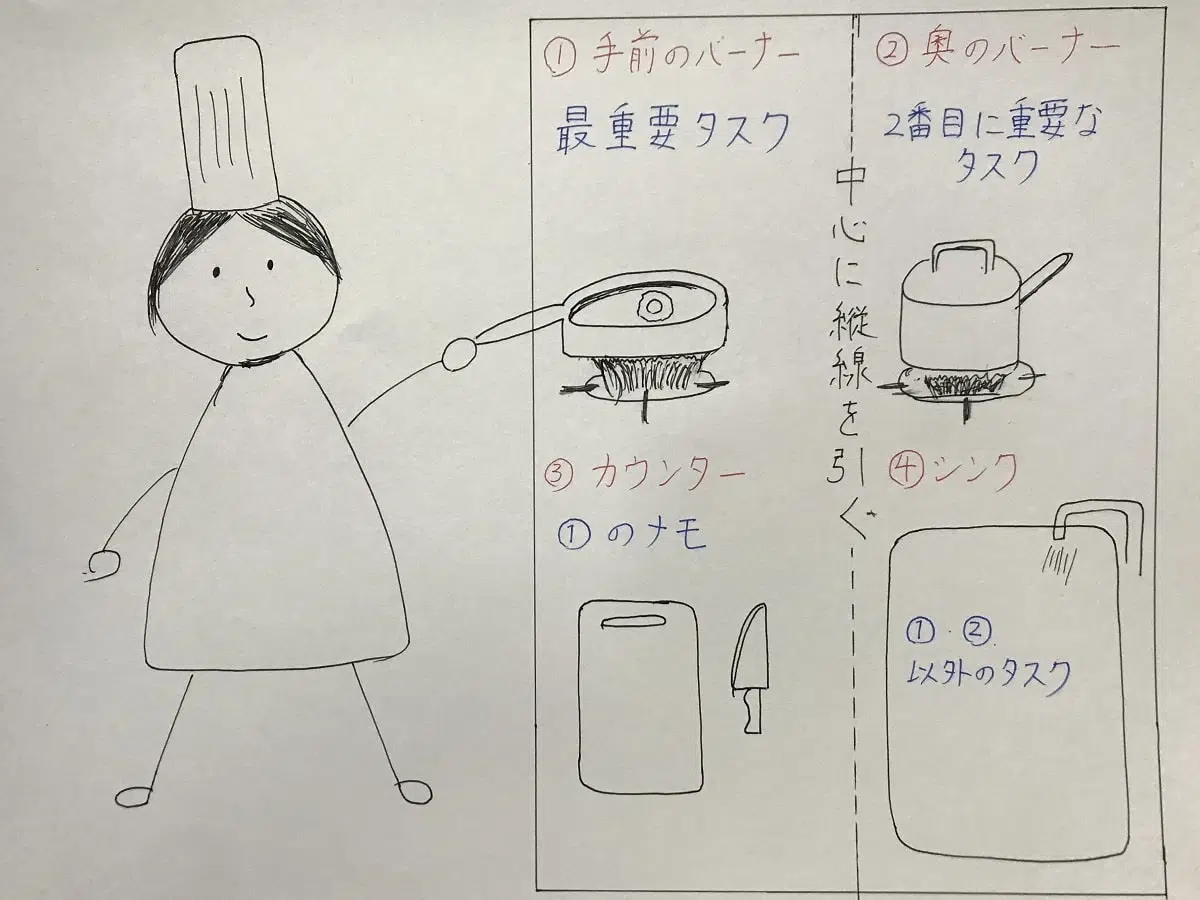 ① 手前のバーナー
最重要タスク
② 奥のバーナー
2番目に重要な
タスク
中心に縦線を引く
③ カウンター
①のメモ
④ シンク
①・②
以外のタスク